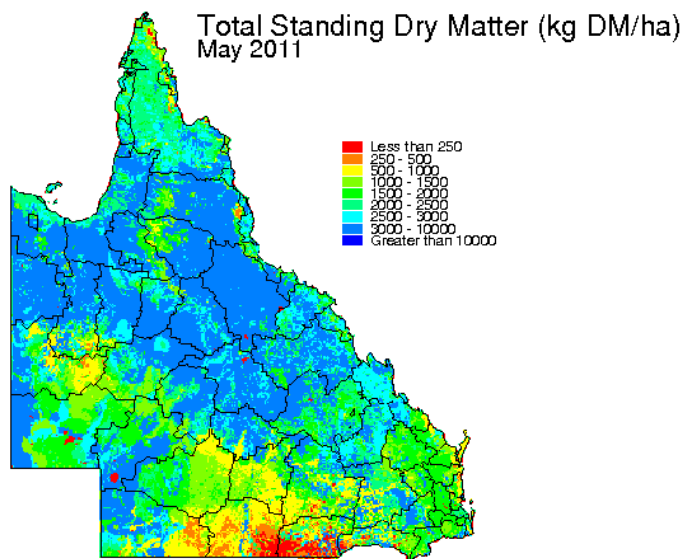 Total Standing Dry Matter (kg DM/ha)
May 2011
Less than 250
250 - 500
500 - 1000
1000 - 1500
1500 - 2000
2000 - 2500
2500 - 3000
3000 - 10000
Greater than 10000